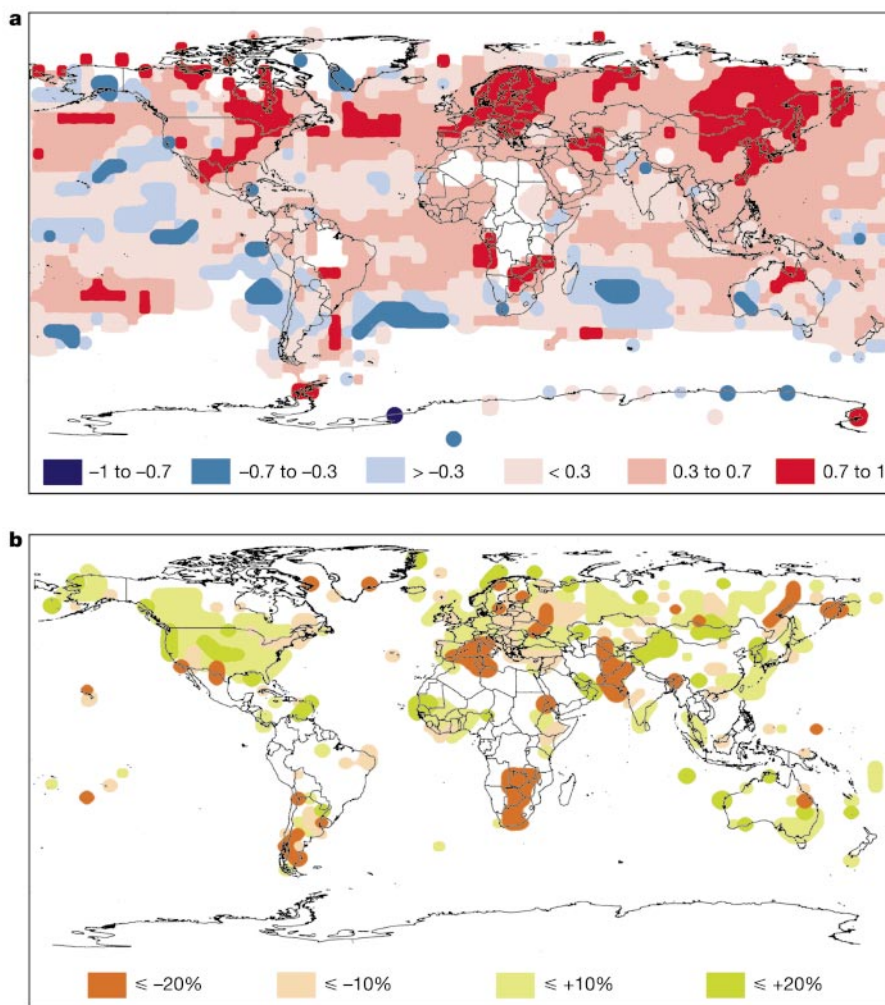 a
–1 to –0.7 –0.7 to –0.3 > –0.3 < 0.3 0.3 to 0.7 0.7 to 1
b
≤ –20% ≤ –10% ≤ +10% ≤ +20%